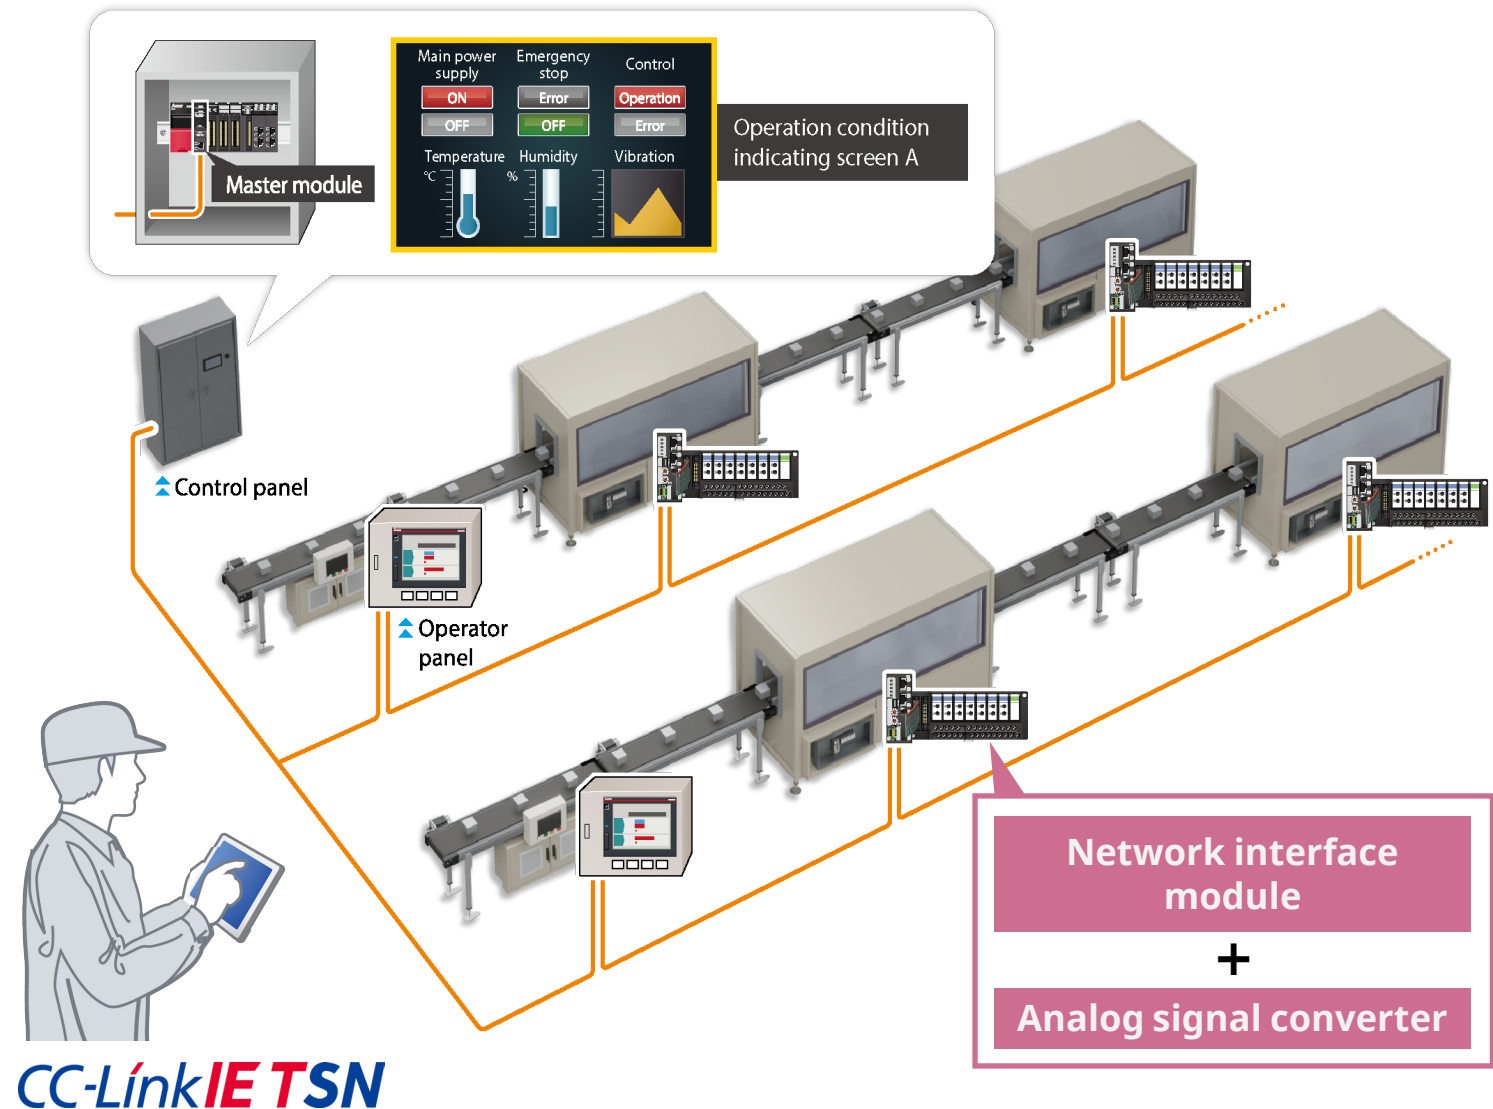 Main power
supply
Emergency
stop
Control
ON
Error
Operation
OFF
OFF
Error
Temperature
Humidity
Vibration
°C
%
Master module
Operation condition
indicating screen A
Control panel
Operator
panel
Network interface
module
+
Analog signal converter
CC-Link IE TSN